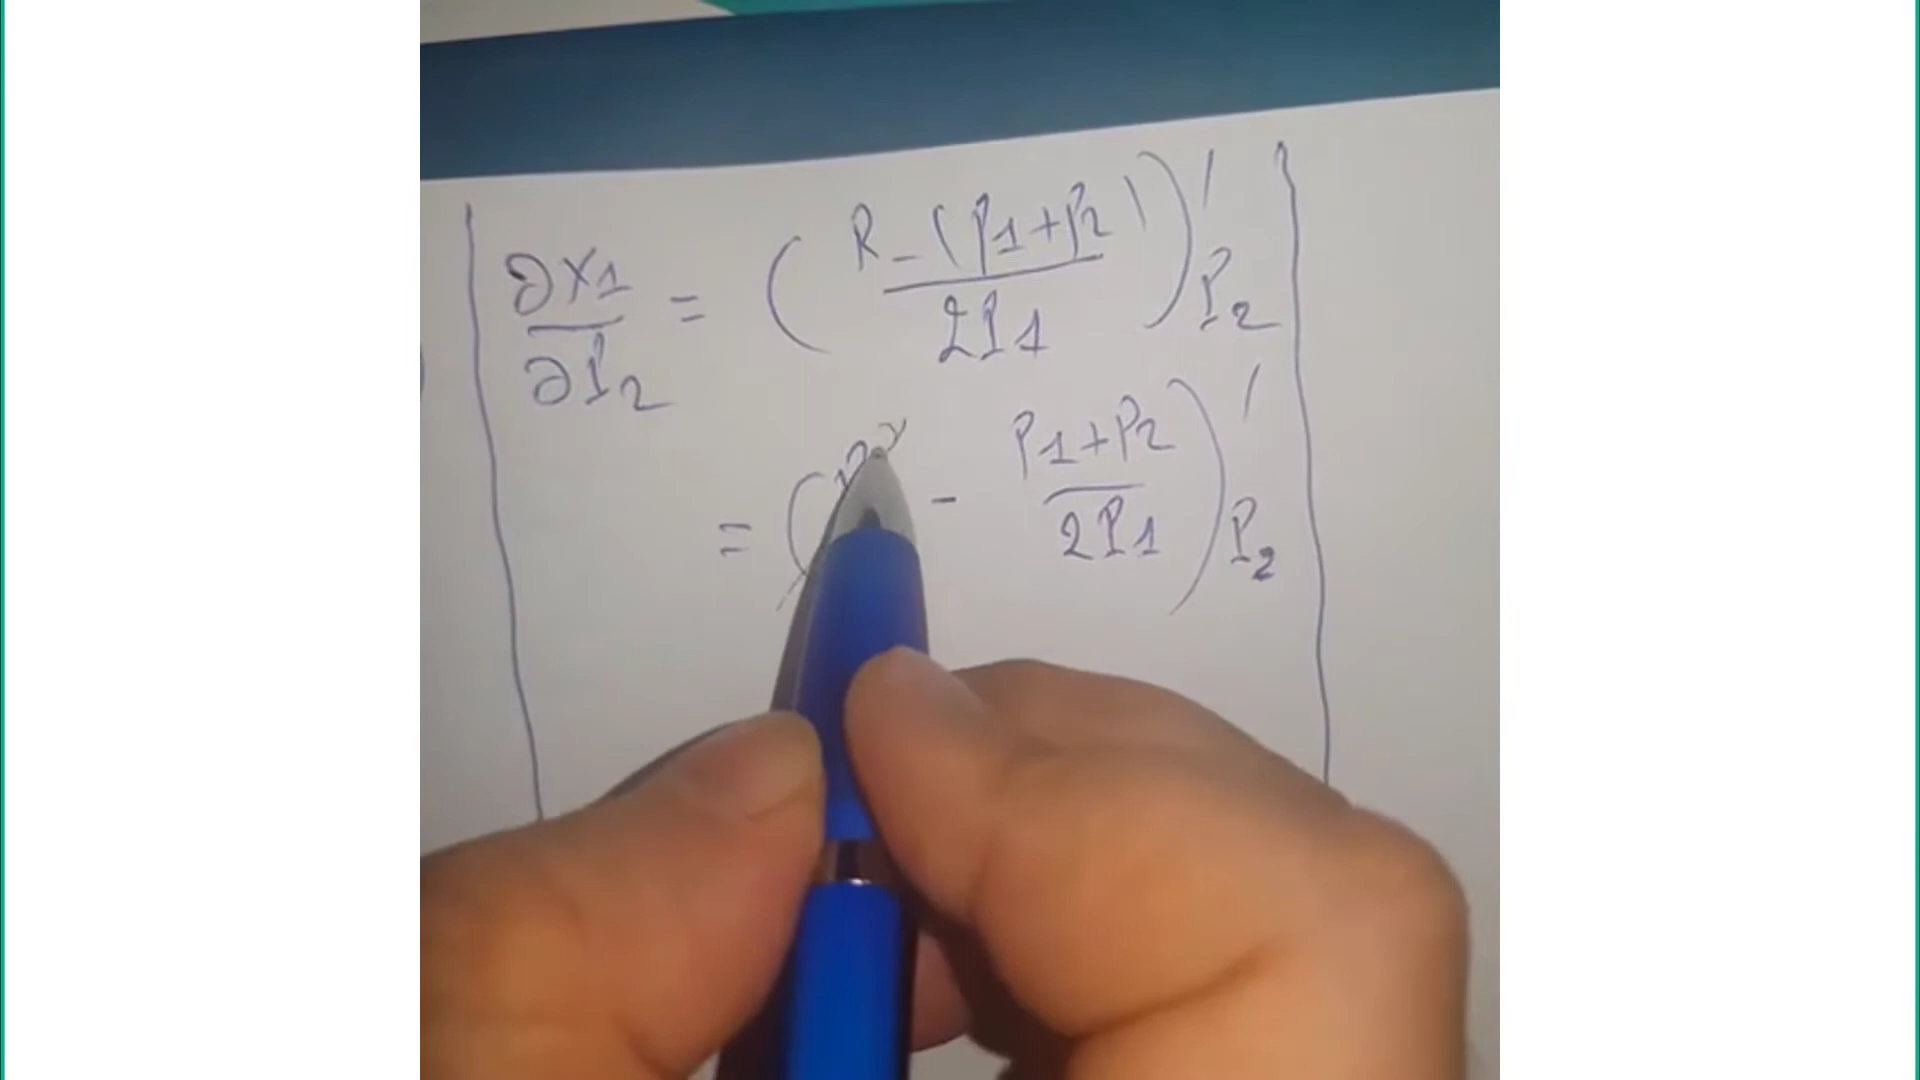 ∂X1/∂P2 = ( (R - (P1+P2)) / 2P1 )'P2
= ( - (P1+P2) / 2P1 )'P2